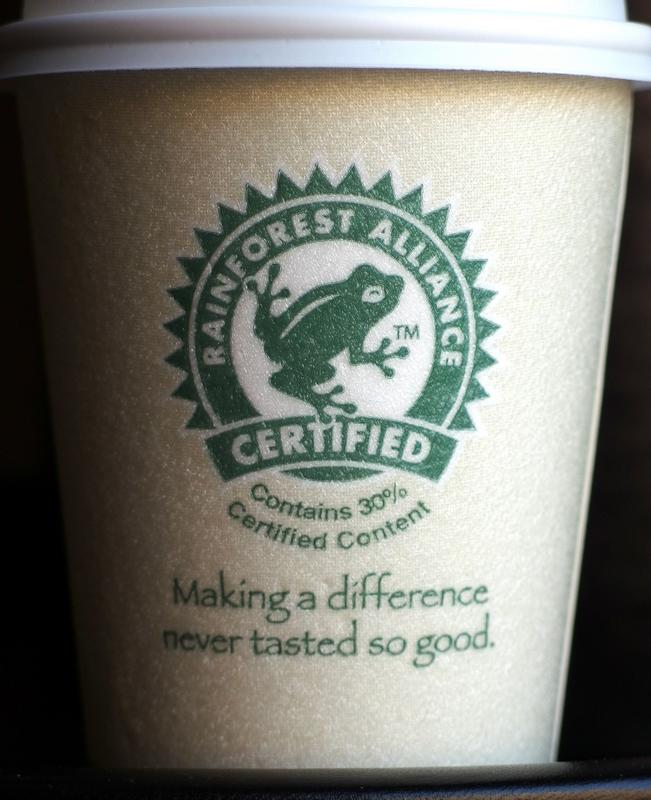 RAINFOREST ALLIANCE
TM
CERTIFIED
Contains 30%
Certified Content
Making a difference
never tasted so good.